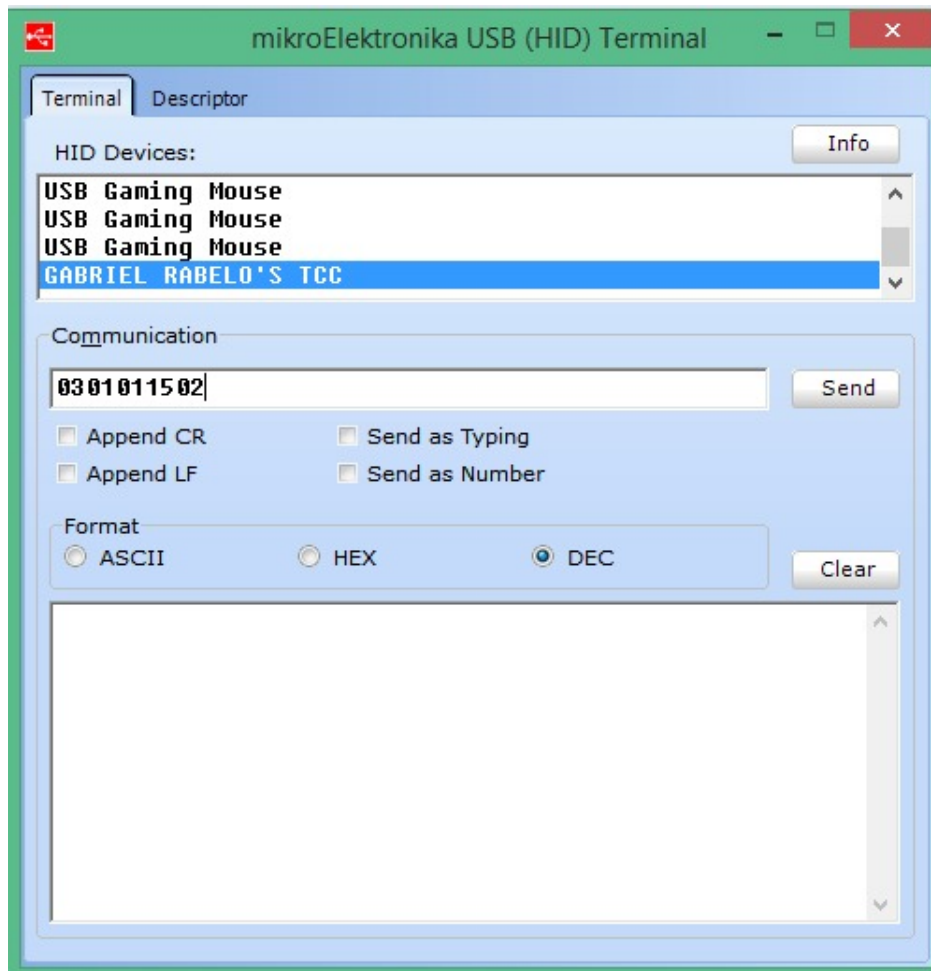 mikroElektronika USB (HID) Terminal
Terminal Descriptor
HID Devices: Info
USB Gaming Mouse
USB Gaming Mouse
USB Gaming Mouse
GABRIEL RABELO'S TCC
Communication
0301011502 Send
Append CR Send as Typing
Append LF Send as Number
Format
ASCII HEX DEC Clear